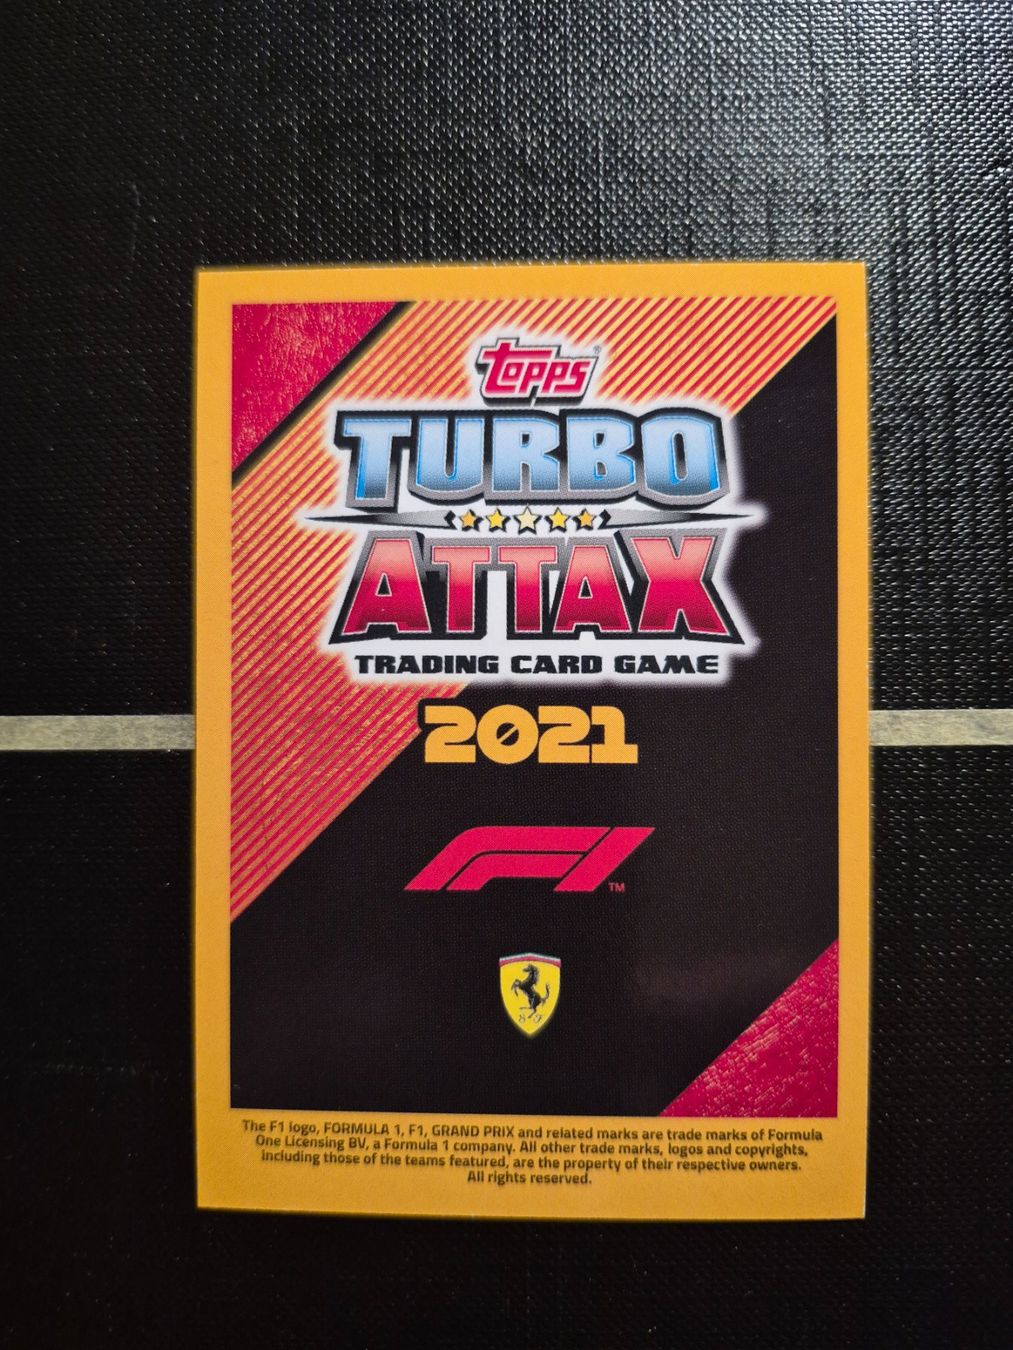 Topps®
TURBO
ATTAX
TRADING CARD GAME
2021
F1™
S F
The F1 logo, FORMULA 1, F1, GRAND PRIX and related marks are trade marks of Formula
One Licensing BV, a Formula 1 company. All other trade marks, logos and copyrights,
including those of the teams featured, are the property of their respective owners.
All rights reserved.